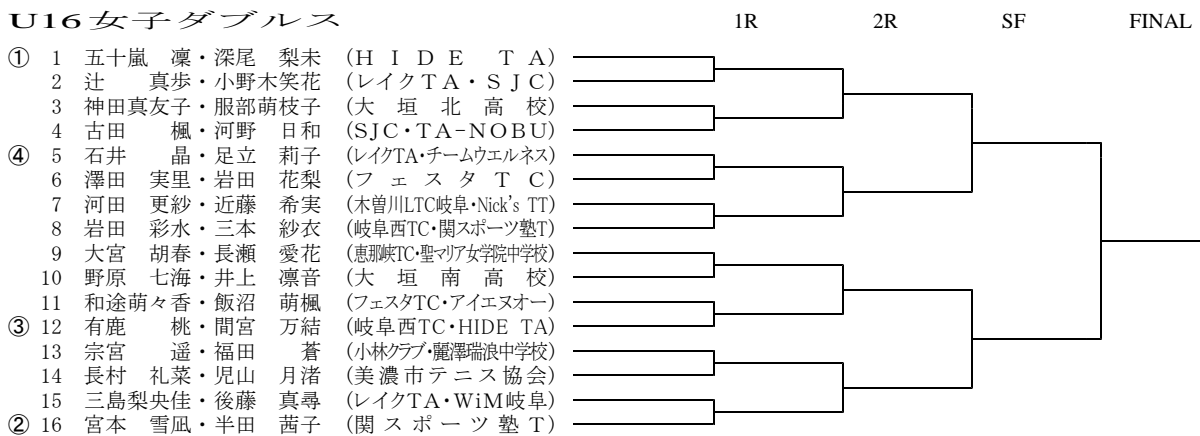 U16女子ダブルス 1R 2R SF FINAL
① 1 五十嵐 凜・深尾 梨未 (HIDE TA)
2 辻 真歩・小野木笑花 (レイクTA・SJC)
3 神田真友子・服部萌枝子 (大垣北高校)
4 古田 楓・河野 日和 (SJC・TA-NOBU)
④ 5 石井 晶・足立 莉子 (レイクTA・チームウエルネス)
6 澤田 実里・岩田 花梨 (フェスタTC)
7 河田 更紗・近藤 希実 (木曽川LTC岐阜・Nick's TT)
8 岩田 彩水・三本 紗衣 (岐阜西TC・関スポーツ塾T)
9 大宮 胡春・長瀬 愛花 (恵那峡TC・聖マリア女学院中学校)
10 野原 七海・井上 凛音 (大垣南高校)
11 和途萌々香・飯沼 萌楓 (フェスタTC・アイエヌオー)
③ 12 有鹿 桃・間宮 万結 (岐阜西TC・HIDE TA)
13 宗宮 遥・福田 蒼 (小林クラブ・麗澤瑞浪中学校)
14 長村 礼菜・児山 月渚 (美濃市テニス協会)
15 三島梨央佳・後藤 真尋 (レイクTA・WiM岐阜)
② 16 宮本 雪凪・半田 茜子 (関スポーツ塾T)